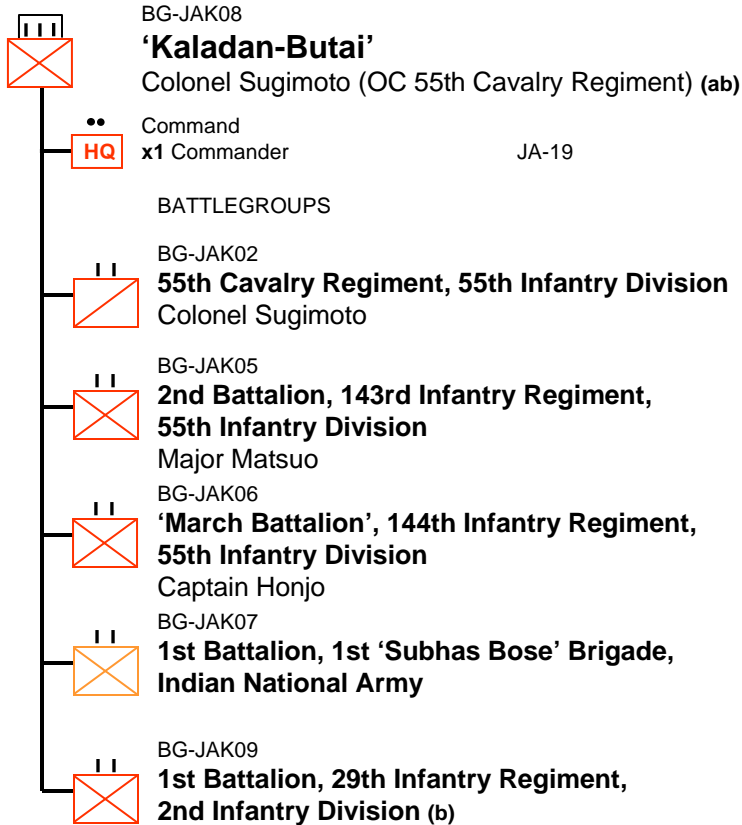 BG-JAK08
‘Kaladan-Butai’
Colonel Sugimoto (OC 55th Cavalry Regiment) (ab)
Command
HQ x1 Commander JA-19
BATTLEGROUPS
BG-JAK02
55th Cavalry Regiment, 55th Infantry Division
Colonel Sugimoto
BG-JAK05
2nd Battalion, 143rd Infantry Regiment,
55th Infantry Division
Major Matsuo
BG-JAK06
‘March Battalion’, 144th Infantry Regiment,
55th Infantry Division
Captain Honjo
BG-JAK07
1st Battalion, 1st ‘Subhas Bose’ Brigade,
Indian National Army
BG-JAK09
1st Battalion, 29th Infantry Regiment,
2nd Infantry Division (b)